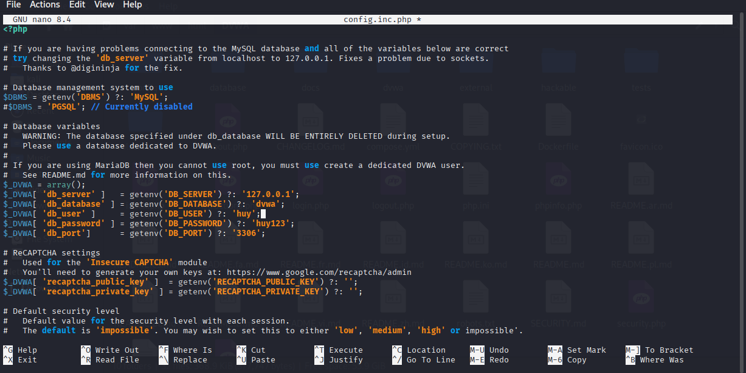 File Actions Edit View Help
GNU nano 8.4 config.inc.php *
<?php
# If you are having problems connecting to the MySQL database and all of the variables below are correct
# try changing the 'db_server' variable from localhost to 127.0.0.1. Fixes a problem due to sockets.
# Thanks to @digininja for the fix.
# Database management system to use
$DBMS = getenv('DBMS') ?: 'MySQL';
#$DBMS = 'PGSQL'; // Currently disabled
# Database variables
# WARNING: The database specified under db_database WILL BE ENTIRELY DELETED during setup.
# Please use a database dedicated to DVWA.
#
# If you are using MariaDB then you cannot use root, you must use create a dedicated DVWA user.
# See README.md for more information on this.
$_DVWA = array();
$_DVWA[ 'db_server' ] = getenv('DB_SERVER') ?: '127.0.0.1';
$_DVWA[ 'db_database' ] = getenv('DB_DATABASE') ?: 'dvwa';
$_DVWA[ 'db_user' ] = getenv('DB_USER') ?: 'huy';
$_DVWA[ 'db_password' ] = getenv('DB_PASSWORD') ?: 'huy123';
$_DVWA[ 'db_port'] = getenv('DB_PORT') ?: '3306';
# ReCAPTCHA settings
# Used for the 'Insecure CAPTCHA' module
# You'll need to generate your own keys at: https://www.google.com/recaptcha/admin
$_DVWA[ 'recaptcha_public_key' ] = getenv('RECAPTCHA_PUBLIC_KEY') ?: '';
$_DVWA[ 'recaptcha_private_key' ] = getenv('RECAPTCHA_PRIVATE_KEY') ?: '';
# Default security level
# Default value for the security level with each session.
# The default is 'impossible'. You may wish to set this to either 'low', 'medium', 'high' or impossible'.
^G Help ^O Write Out ^F Where Is ^K Cut ^T Execute ^C Location M-U Undo M-A Set Mark M-] To Bracket
^X Exit ^R Read File ^\ Replace ^U Paste ^J Justify ^/ Go To Line M-E Redo M-6 Copy ^B Where Was